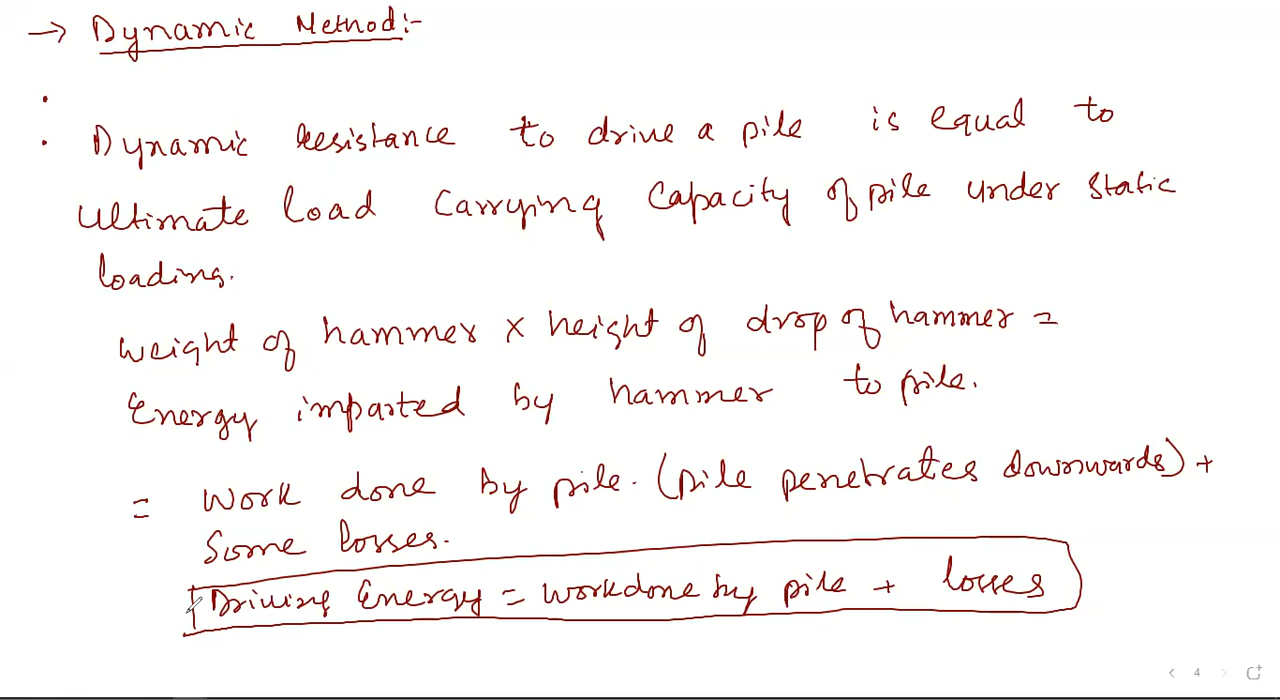 → Dynamic Method:-
•
• Dynamic Resistance to drive a pile is equal to
Ultimate Load Carrying Capacity of pile under static
loading.
Weight of hammer × height of drop of hammer =
Energy imparted by hammer to pile.
= Work done by pile. (pile penetrates downwards) +
Some losses.
Driving Energy = workdone by pile + losses
4